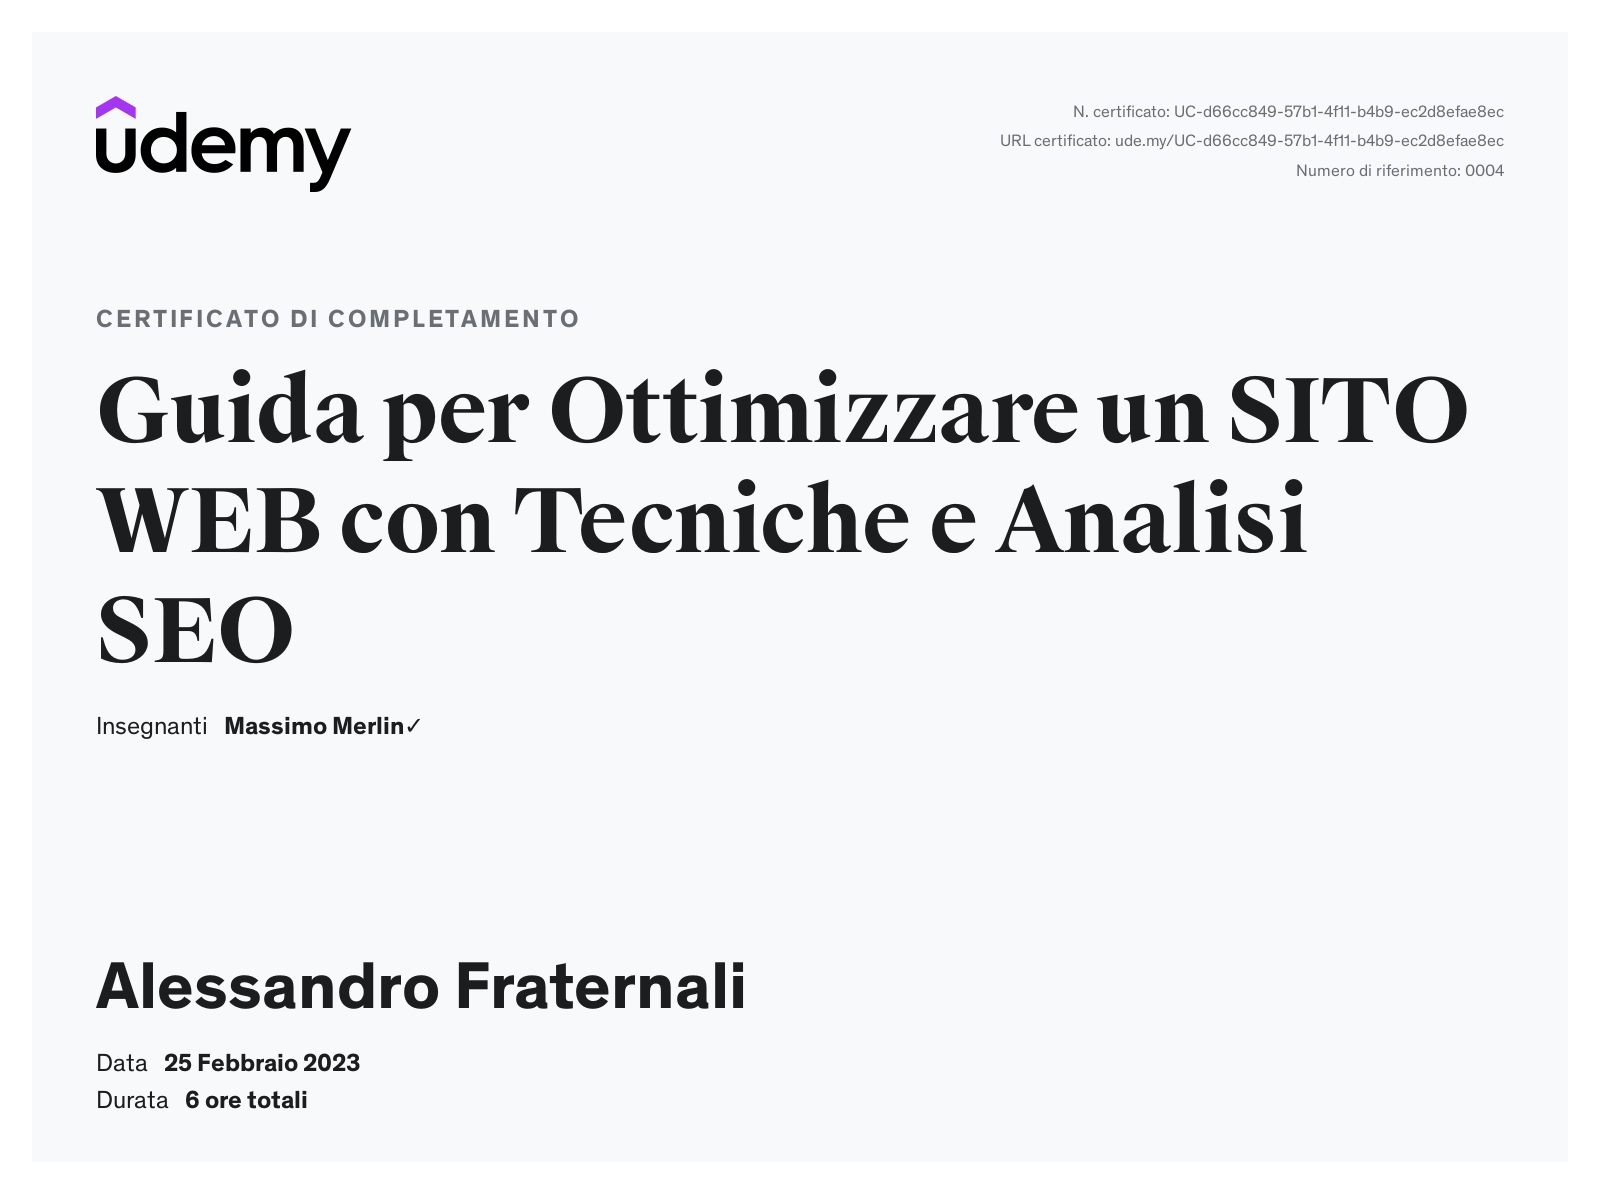 udemy
N. certificato: UC-d66cc849-57b1-4f11-b4b9-ec2d8efae8ec
URL certificato: ude.my/UC-d66cc849-57b1-4f11-b4b9-ec2d8efae8ec
Numero di riferimento: 0004
CERTIFICATO DI COMPLETAMENTO
Guida per Ottimizzare un SITO
WEB con Tecniche e Analisi
SEO
Insegnanti Massimo Merlin✓
Alessandro Fraternali
Data 25 Febbraio 2023
Durata 6 ore totali